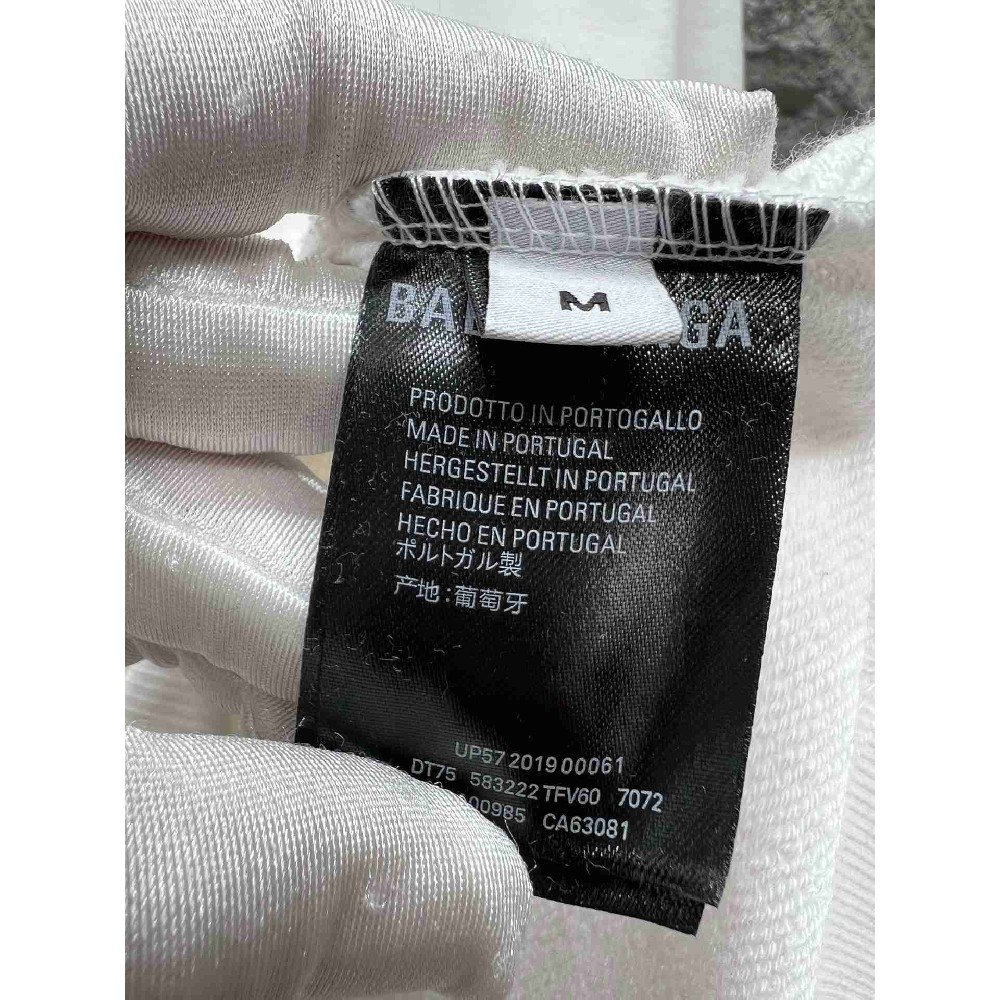 M
PRODOTTO IN PORTOGALLO
MADE IN PORTUGAL
HERGESTELLT IN PORTUGAL
FABRIQUE EN PORTUGAL
HECHO EN PORTUGAL
ポルトガル製
产地:葡萄牙
UP57 2019 00061
DT75 583222 TFV60 7072
CA63081